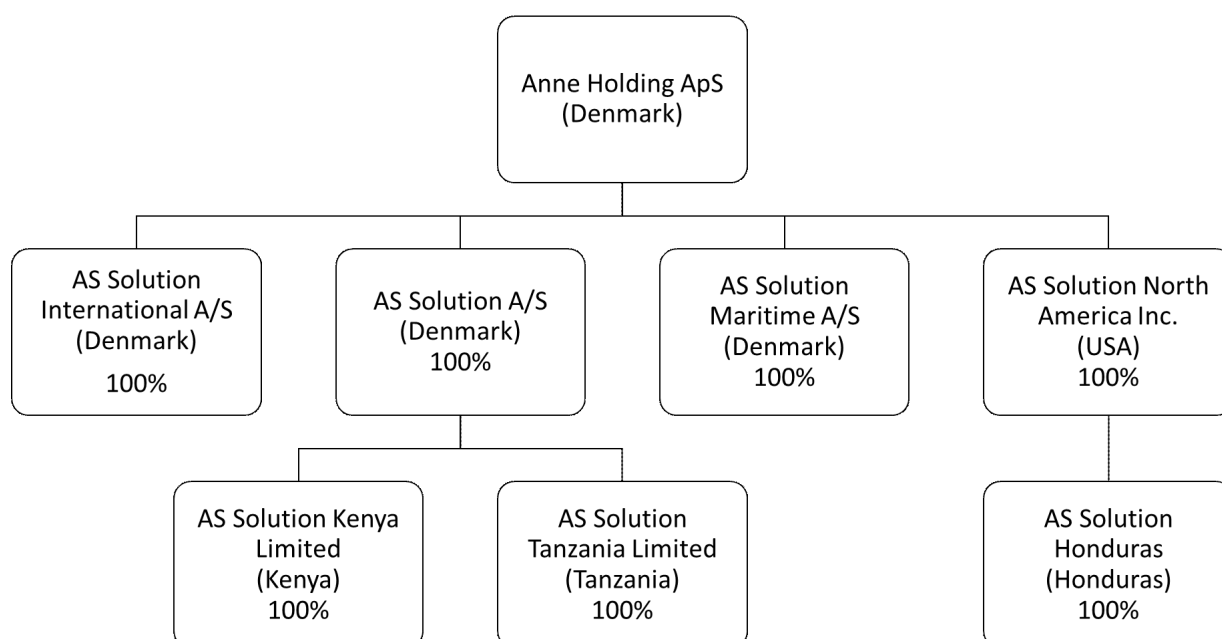 Anne Holding ApS
(Denmark)
AS Solution
International A/S
(Denmark)
100%
AS Solution A/S
(Denmark)
100%
AS Solution
Maritime A/S
(Denmark)
100%
AS Solution North
America Inc.
(USA)
100%
AS Solution Kenya
Limited
(Kenya)
100%
AS Solution
Tanzania Limited
(Tanzania)
100%
AS Solution
Honduras
(Honduras)
100%